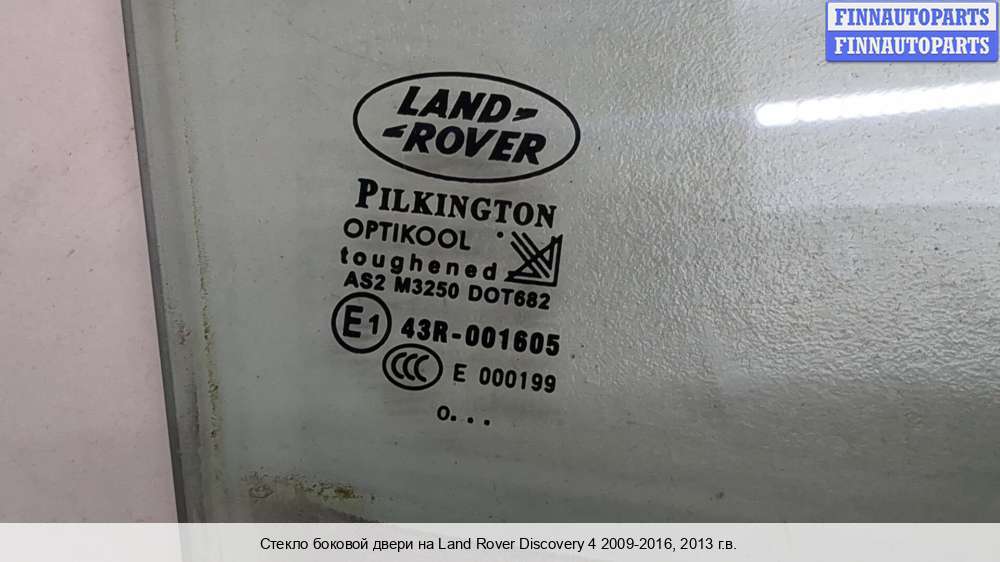 FINNAUTOPARTS
FINNAUTOPARTS
LAND-
-ROVER
PILKINGTON
OPTIKOOL
toughened
AS2 M3250 DOT682
E1 43R-001605
CCC E 000199
O...
Стекло боковой двери на Land Rover Discovery 4 2009-2016, 2013 г.в.